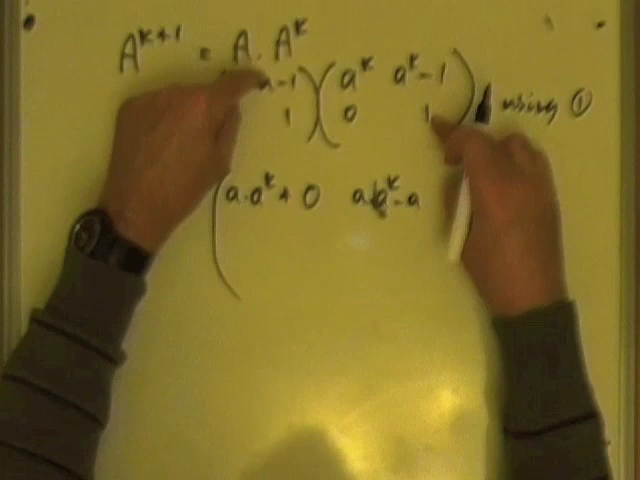 A^{k+1} = A. A^k
a-1)(a^k a^k-1) using ①
1 0 1
(a.a^k+0 a.a^k-a